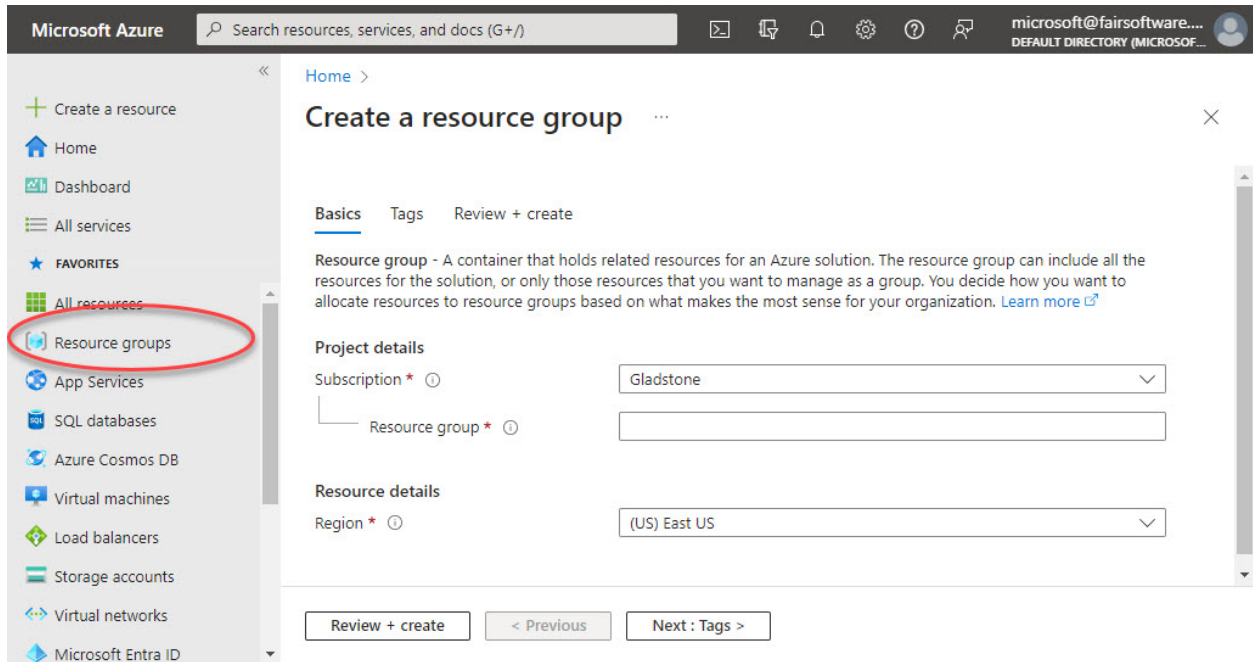 Microsoft Azure
Search resources, services, and docs (G+/)
microsoft@fairsoftware....
DEFAULT DIRECTORY (MICROSOF...
Create a resource
Home
Dashboard
All services
FAVORITES
All resources
Resource groups
App Services
SQL databases
Azure Cosmos DB
Virtual machines
Load balancers
Storage accounts
Virtual networks
Microsoft Entra ID
Home >
Create a resource group ...
Basics Tags Review + create
Resource group - A container that holds related resources for an Azure solution. The resource group can include all the
resources for the solution, or only those resources that you want to manage as a group. You decide how you want to
allocate resources to resource groups based on what makes the most sense for your organization. Learn more
Project details
Subscription * Gladstone
Resource group *
Resource details
Region * (US) East US
Review + create < Previous Next : Tags >